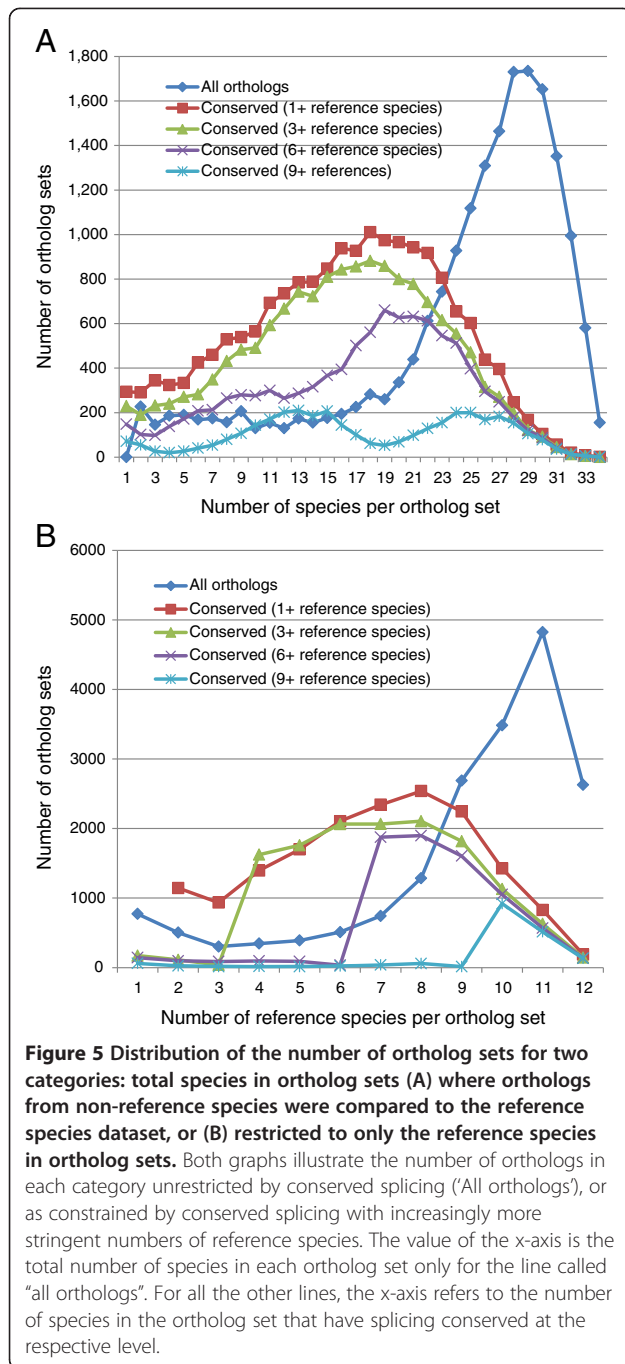 A
1,800
1,600
1,400
1,200
1,000
800
600
400
200
0
Number of ortholog sets
All orthologs
Conserved (1+ reference species)
Conserved (3+ reference species)
Conserved (6+ reference species)
Conserved (9+ references)
1 3 5 7 9 11 13 15 17 19 21 23 25 27 29 31 33
Number of species per ortholog set
B
6000
5000
4000
3000
2000
1000
0
Number of ortholog sets
All orthologs
Conserved (1+ reference species)
Conserved (3+ reference species)
Conserved (6+ reference species)
Conserved (9+ reference species)
1 2 3 4 5 6 7 8 9 10 11 12
Number of reference species per ortholog set
Figure 5 Distribution of the number of ortholog sets for two
categories: total species in ortholog sets (A) where orthologs
from non-reference species were compared to the reference
species dataset, or (B) restricted to only the reference species
in ortholog sets. Both graphs illustrate the number of orthologs in
each category unrestricted by conserved splicing ('All orthologs'), or
as constrained by conserved splicing with increasingly more
stringent numbers of reference species. The value of the x-axis is the
total number of species in each ortholog set only for the line called
"all orthologs". For all the other lines, the x-axis refers to the number
of species in the ortholog set that have splicing conserved at the
respective level.